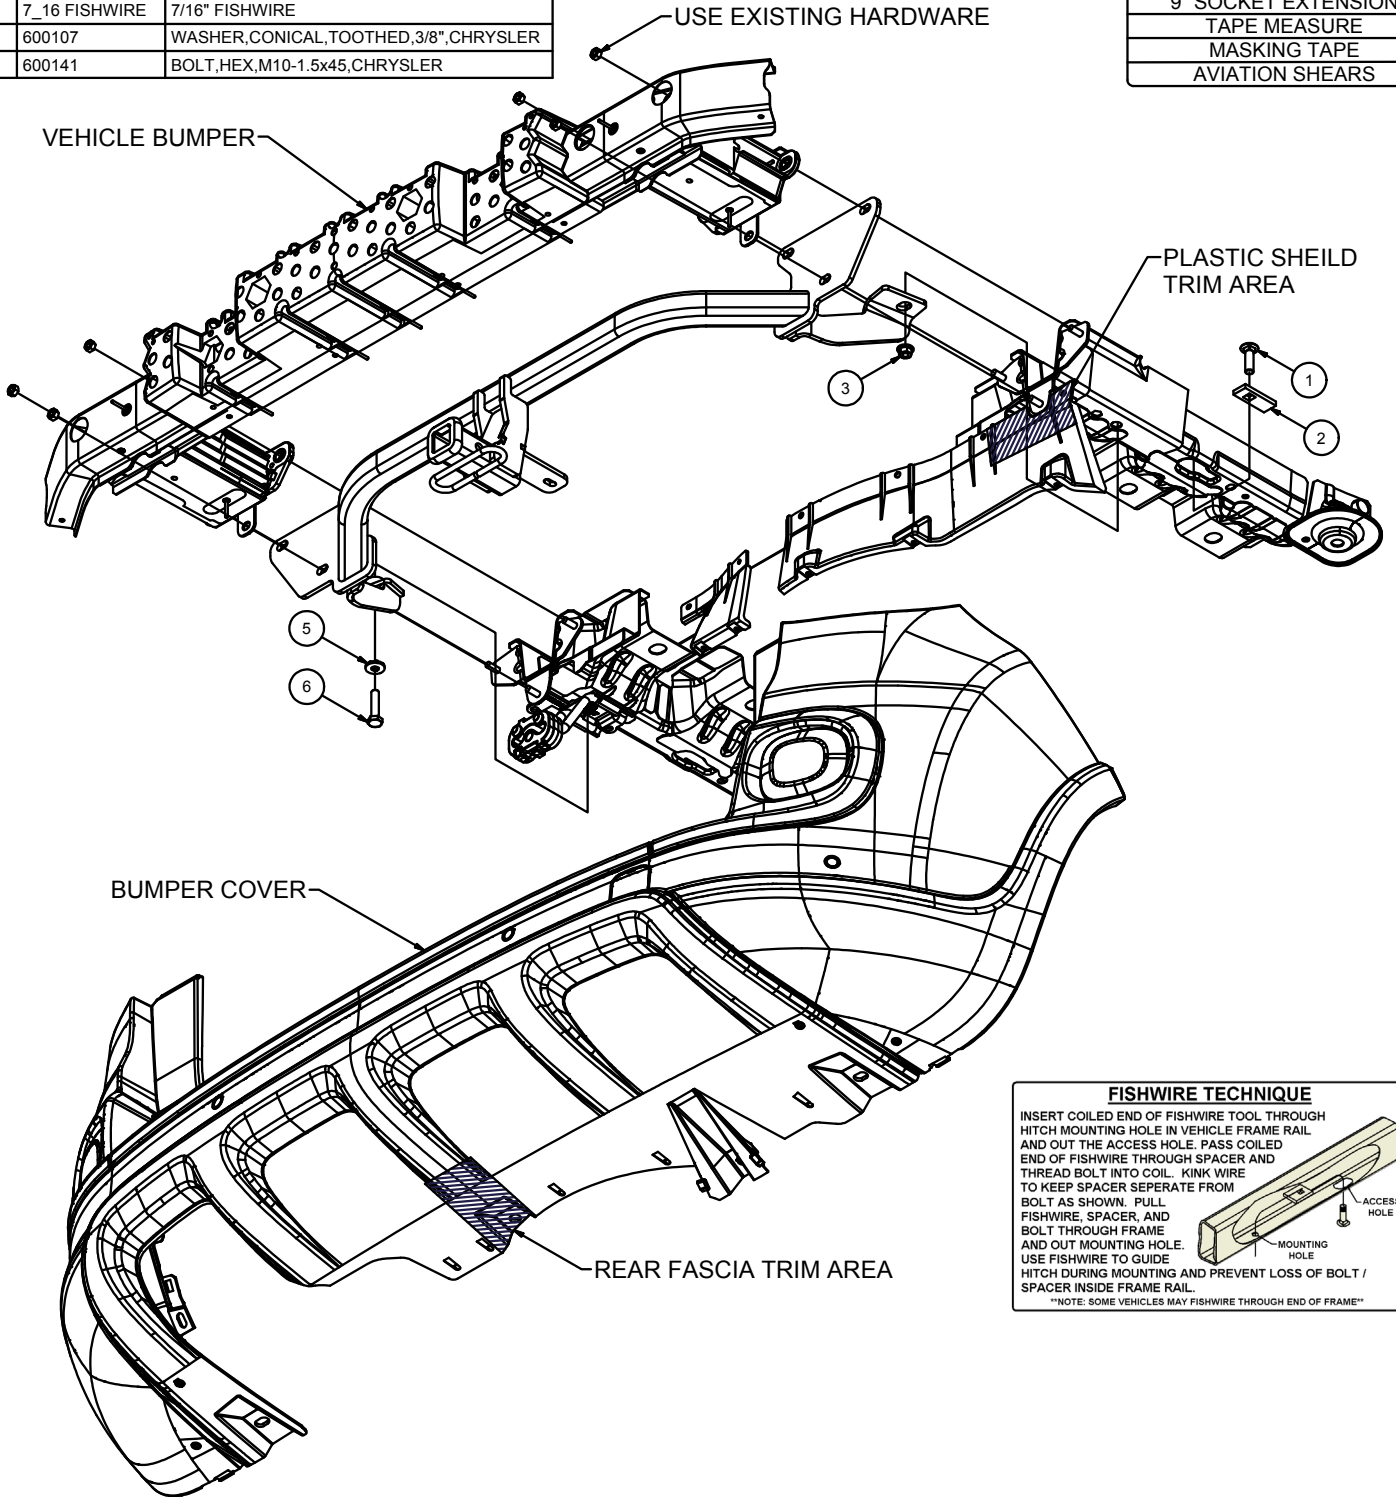 7_16 FISHWIRE 7/16" FISHWIRE
600107 WASHER,CONICAL,TOOTHED,3/8",CHRYSLER
600141 BOLT,HEX,M10-1.5x45,CHRYSLER
USE EXISTING HARDWARE
9" SOCKET EXTENSION
TAPE MEASURE
MASKING TAPE
AVIATION SHEARS
VEHICLE BUMPER
PLASTIC SHEILD
TRIM AREA
1
2
3
5
6
BUMPER COVER
REAR FASCIA TRIM AREA
FISHWIRE TECHNIQUE
INSERT COILED END OF FISHWIRE TOOL THROUGH
HITCH MOUNTING HOLE IN VEHICLE FRAME RAIL
AND OUT THE ACCESS HOLE. PASS COILED
END OF FISHWIRE THROUGH SPACER AND
THREAD BOLT INTO COIL. KINK WIRE
TO KEEP SPACER SEPERATE FROM
BOLT AS SHOWN. PULL
FISHWIRE, SPACER, AND
BOLT THROUGH FRAME
AND OUT MOUNTING HOLE.
USE FISHWIRE TO GUIDE
HITCH DURING MOUNTING AND PREVENT LOSS OF BOLT /
SPACER INSIDE FRAME RAIL.
**NOTE: SOME VEHICLES MAY FISHWIRE THROUGH END OF FRAME**
ACCESS
HOLE
MOUNTING
HOLE